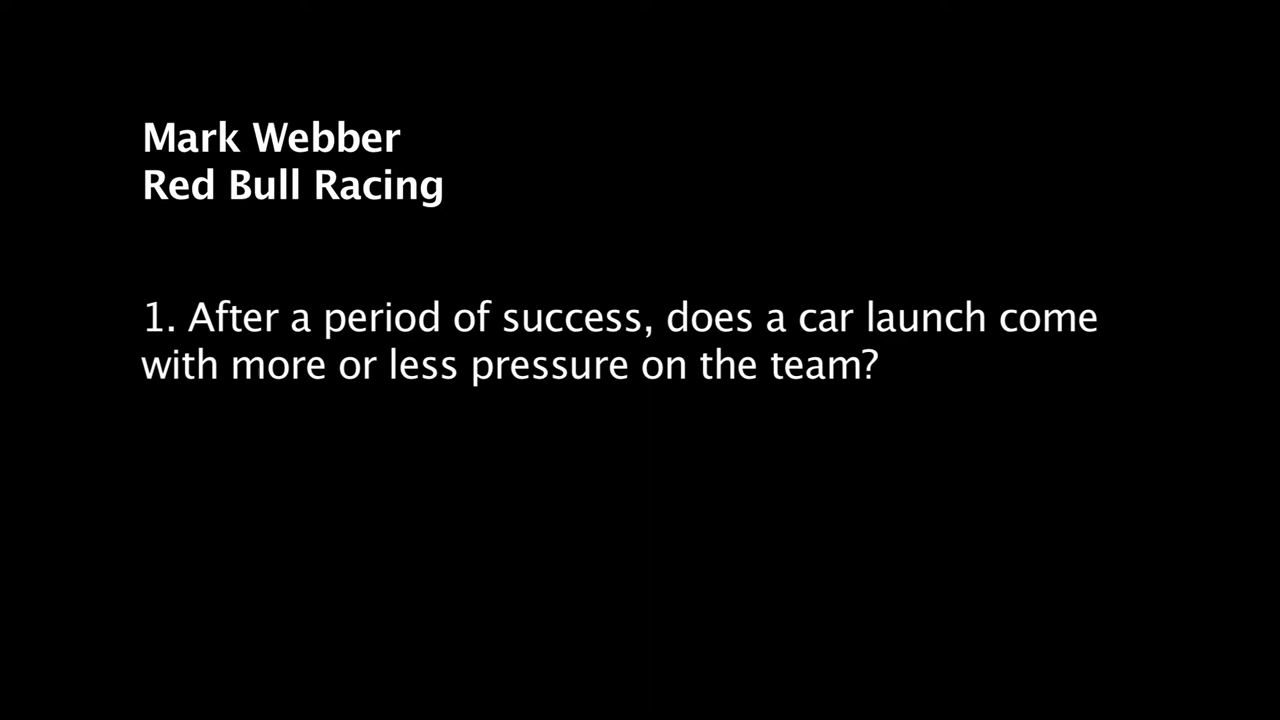 Mark Webber
Red Bull Racing
1. After a period of success, does a car launch come
with more or less pressure on the team?